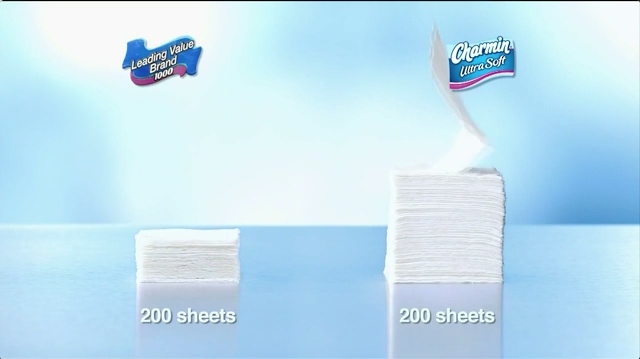 Leading Value
Brand
1000
Charmin
Ultra Soft
200 sheets
200 sheets